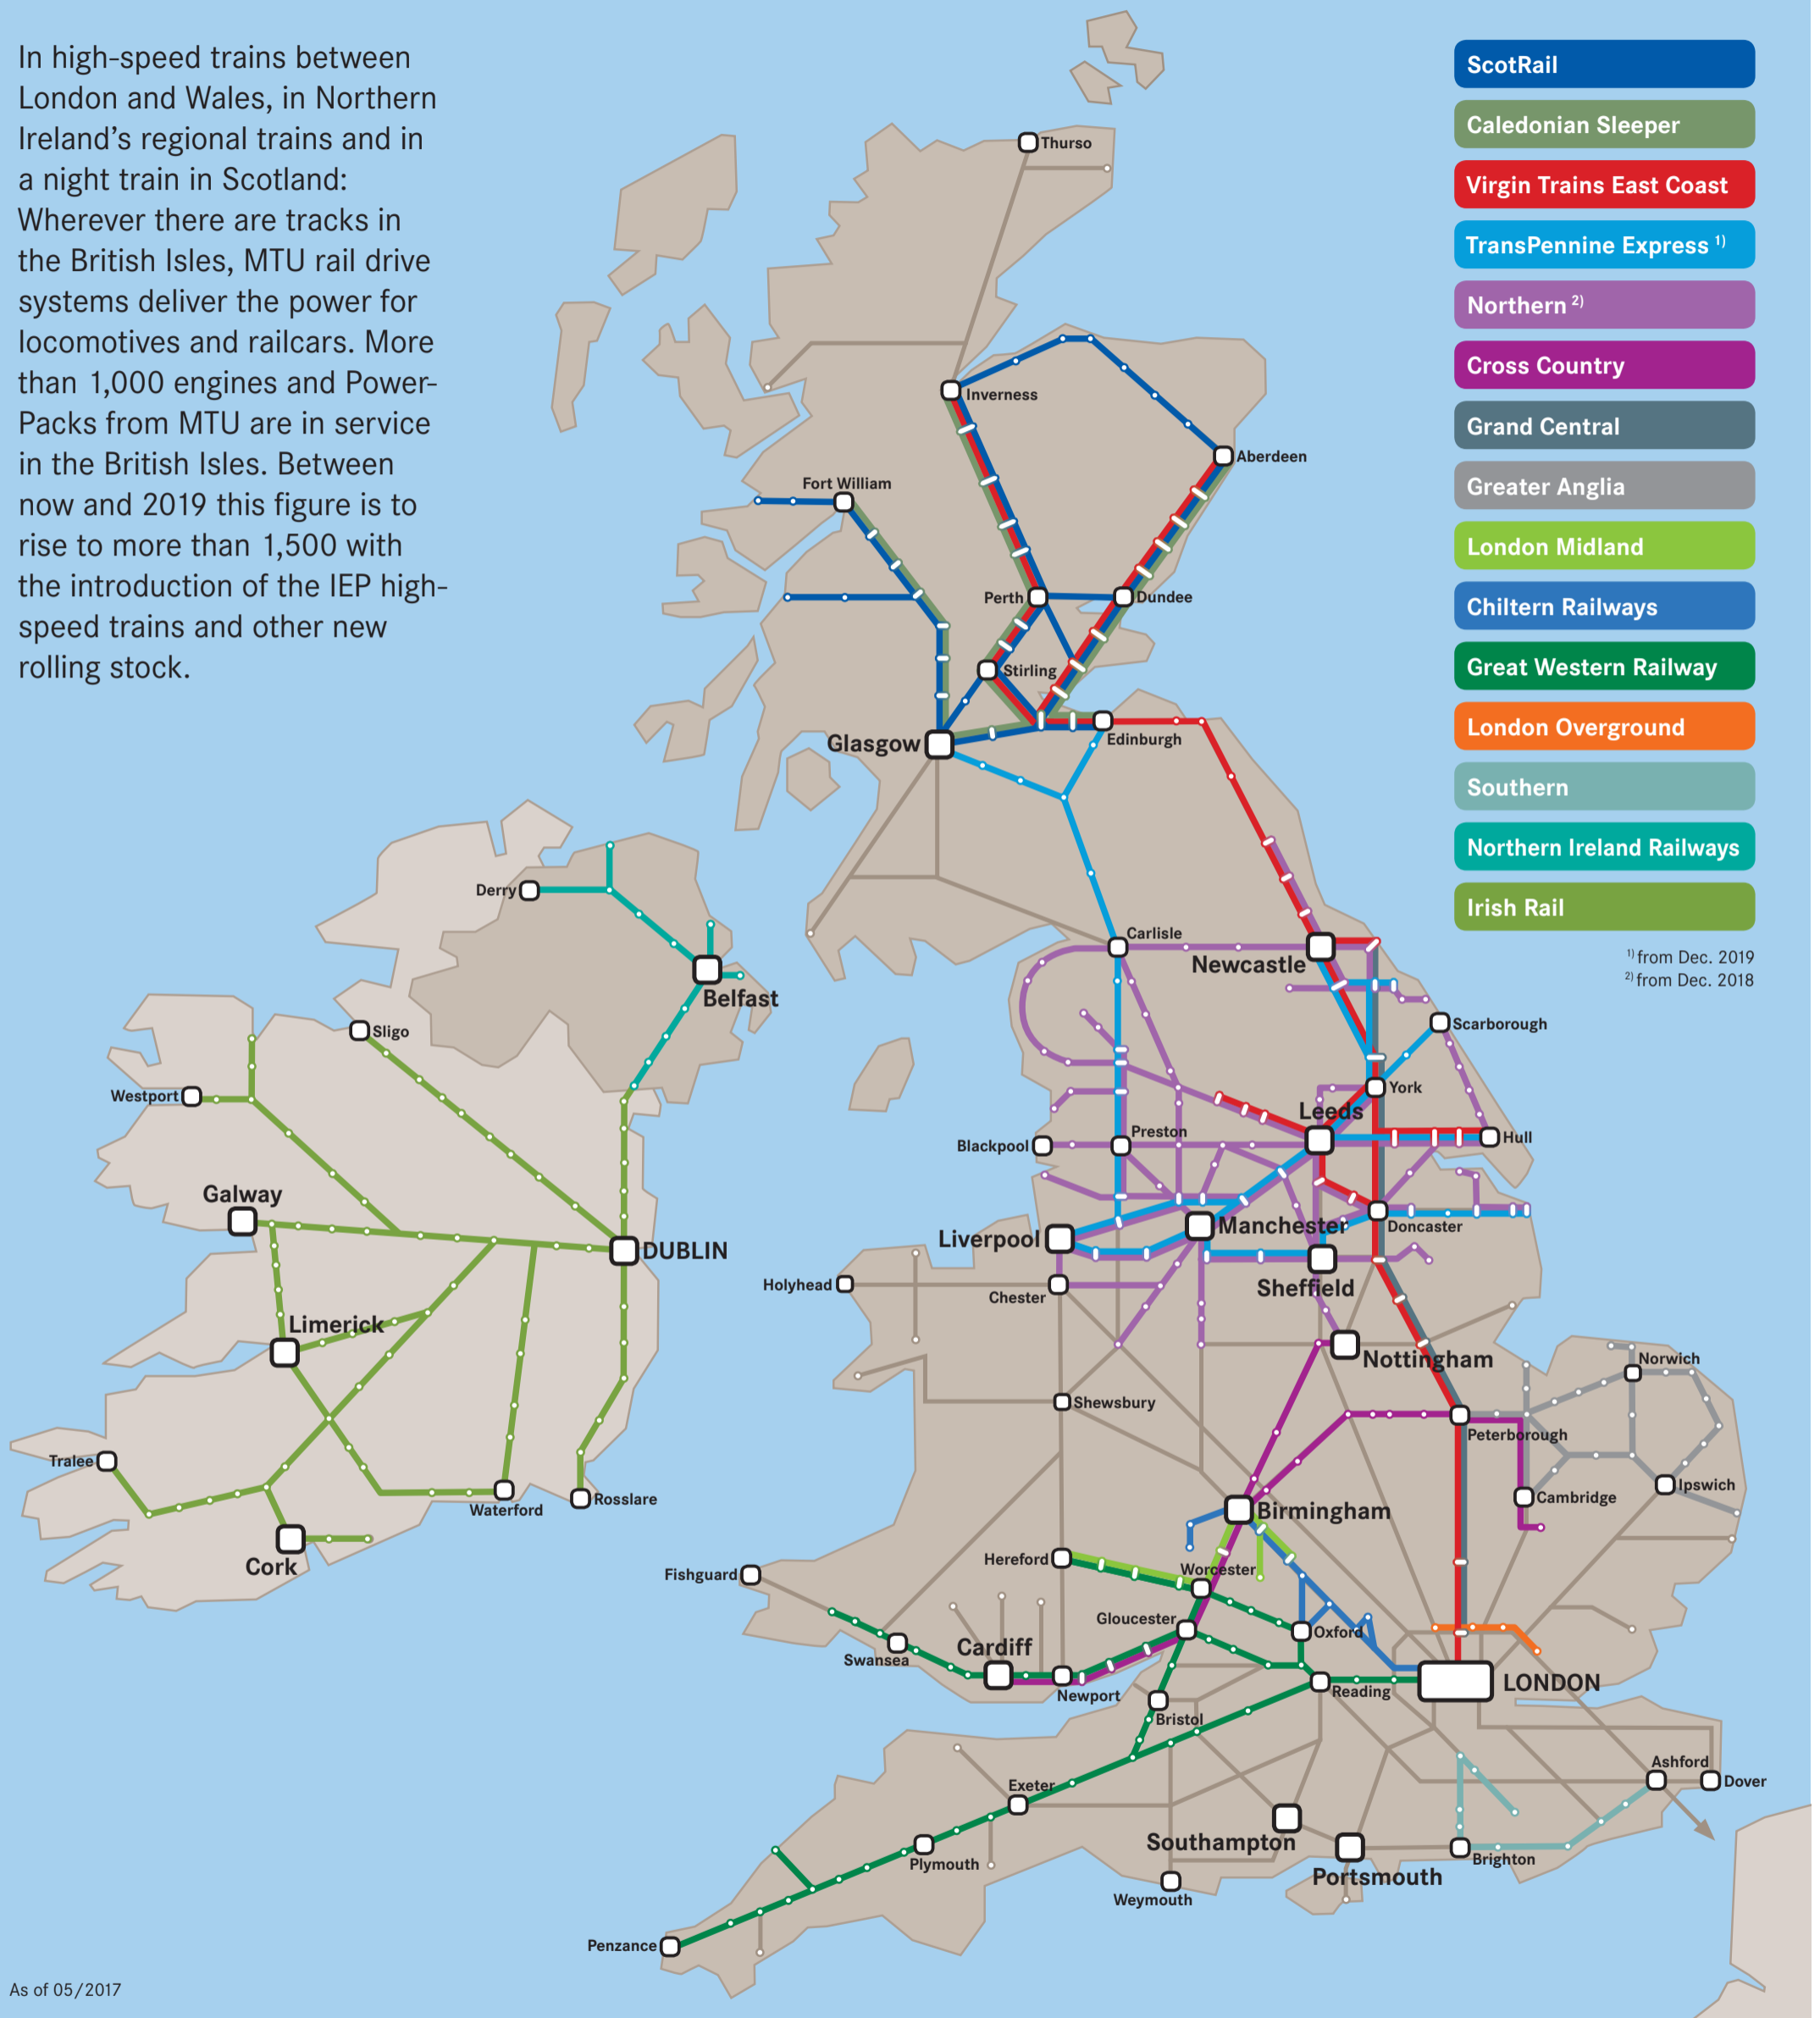 In high-speed trains between
London and Wales, in Northern
Ireland’s regional trains and in
a night train in Scotland:
Wherever there are tracks in
the British Isles, MTU rail drive
systems deliver the power for
locomotives and railcars. More
than 1,000 engines and Power-
Packs from MTU are in service
in the British Isles. Between
now and 2019 this figure is to
rise to more than 1,500 with
the introduction of the IEP high-
speed trains and other new
rolling stock.
ScotRail
Caledonian Sleeper
Virgin Trains East Coast
TransPennine Express 1)
Northern 2)
Cross Country
Grand Central
Greater Anglia
London Midland
Chiltern Railways
Great Western Railway
London Overground
Southern
Northern Ireland Railways
Irish Rail
1) from Dec. 2019
2) from Dec. 2018
Thurso
Inverness
Aberdeen
Fort William
Perth
Dundee
Stirling
Glasgow
Edinburgh
Derry
Carlisle
Newcastle
Belfast
Sligo
Scarborough
Westport
York
Leeds
Preston
Blackpool
Hull
Galway
Manchester
Doncaster
Liverpool
DUBLIN
Holyhead
Chester
Sheffield
Limerick
Nottingham
Norwich
Shewsbury
Peterborough
Tralee
Ipswich
Rosslare
Waterford
Cambridge
Birmingham
Cork
Hereford
Fishguard
Worcester
Gloucester
Oxford
Cardiff
Swansea
LONDON
Newport
Reading
Bristol
Ashford
Dover
Exeter
Southampton
Brighton
Plymouth
Portsmouth
Weymouth
Penzance
As of 05/2017